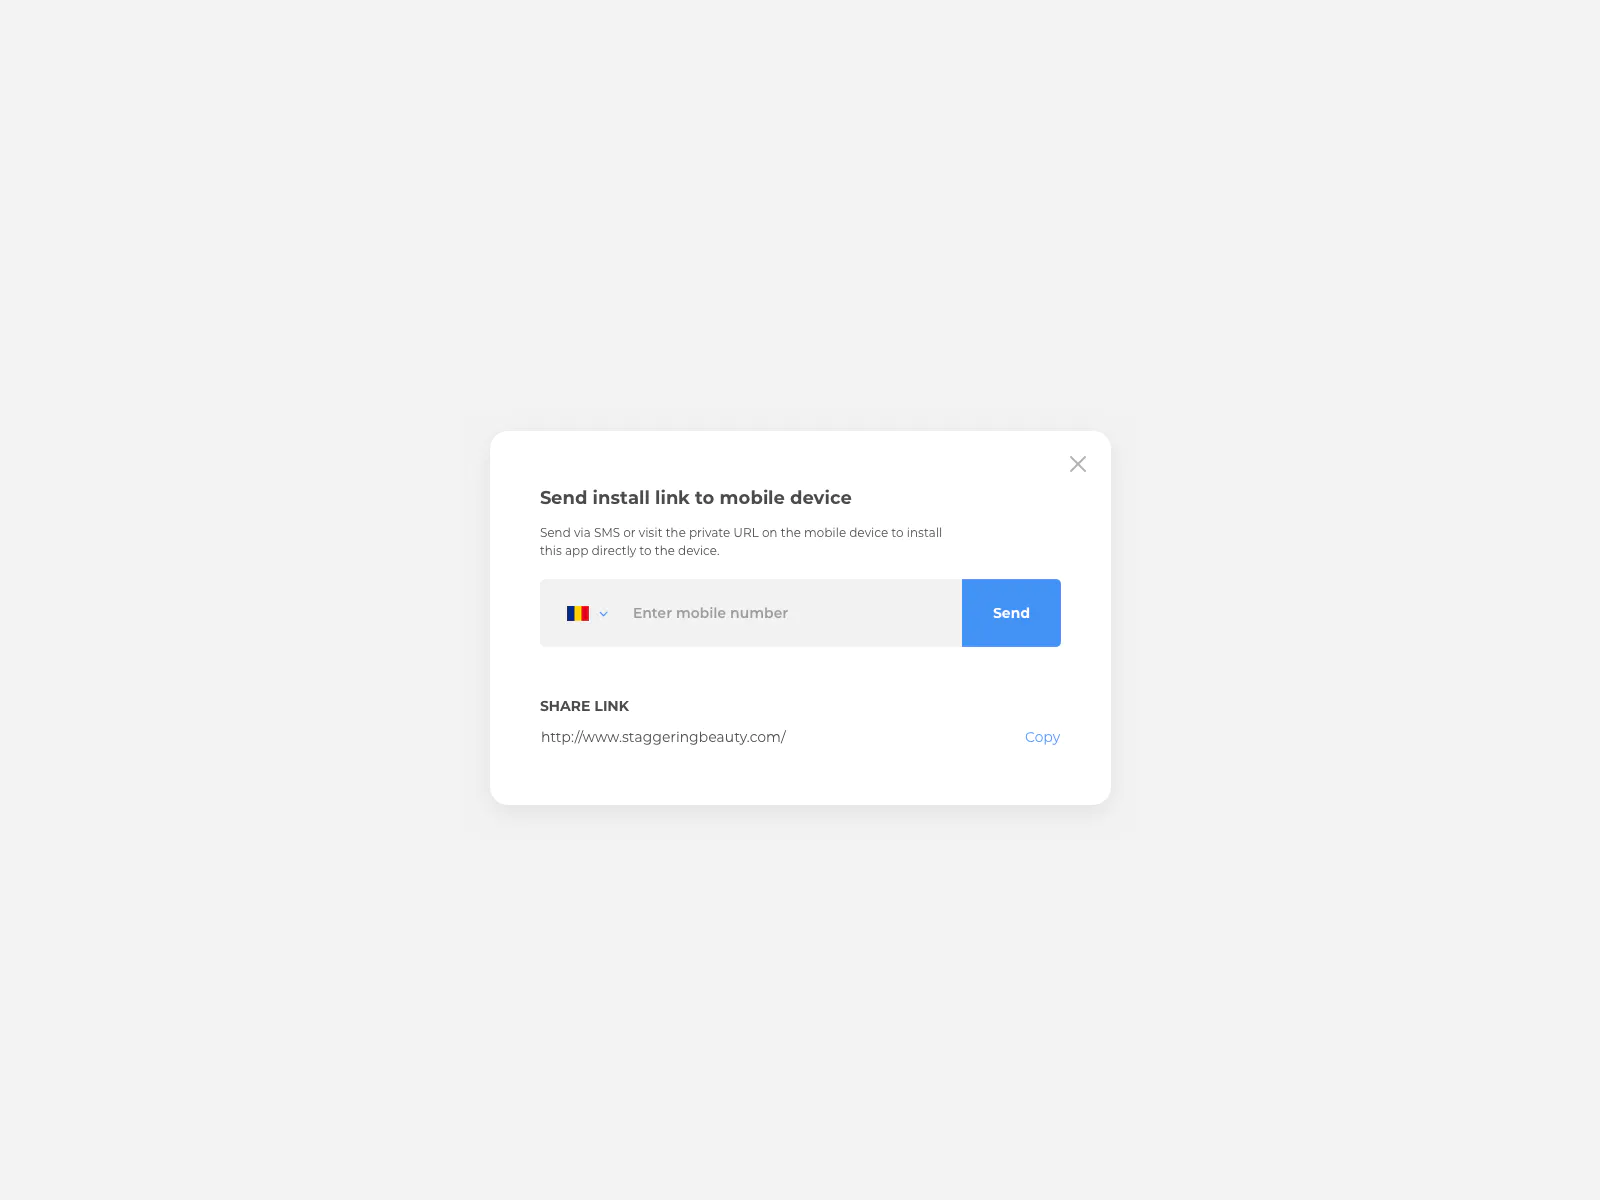 Send install link to mobile device
Send via SMS or visit the private URL on the mobile device to install
this app directly to the device.
Enter mobile number
Send
SHARE LINK
http://www.staggeringbeauty.com/
Copy